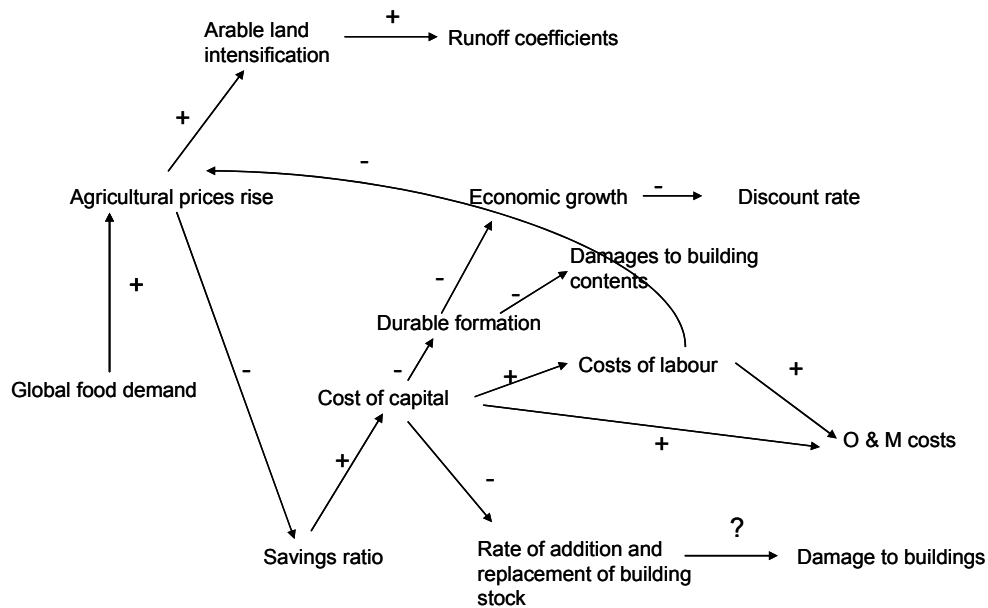 Arable land
intensification
+
Runoff coefficients
+
-
Agricultural prices rise
Economic growth
-
Discount rate
Damages to building
contents
+
-
-
Durable formation
Global food demand
-
-
Cost of capital
+
Costs of labour
+
O & M costs
+
+
-
Savings ratio
Rate of addition and
replacement of building
stock
?
Damage to buildings